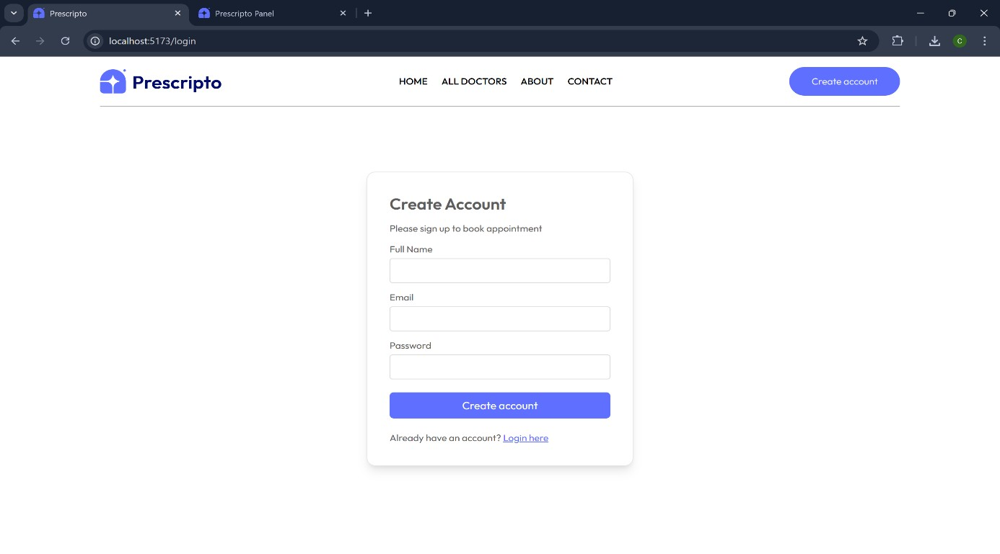 Prescripto
Prescripto Panel
localhost:5173/login
C
Prescripto
HOME ALL DOCTORS ABOUT CONTACT
Create account
Create Account
Please sign up to book appointment
Full Name
Email
Password
Create account
Already have an account? Login here